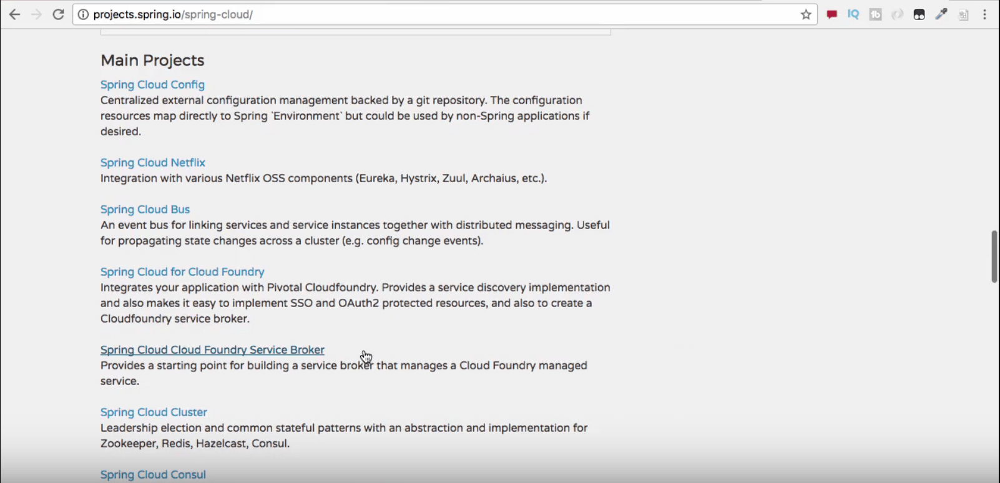 projects.spring.io/spring-cloud/
Main Projects
Spring Cloud Config
Centralized external configuration management backed by a git repository. The configuration
resources map directly to Spring `Environment` but could be used by non-Spring applications if
desired.
Spring Cloud Netflix
Integration with various Netflix OSS components (Eureka, Hystrix, Zuul, Archaius, etc.).
Spring Cloud Bus
An event bus for linking services and service instances together with distributed messaging. Useful
for propagating state changes across a cluster (e.g. config change events).
Spring Cloud for Cloud Foundry
Integrates your application with Pivotal Cloudfoundry. Provides a service discovery implementation
and also makes it easy to implement SSO and OAuth2 protected resources, and also to create a
Cloudfoundry service broker.
Spring Cloud Cloud Foundry Service Broker
Provides a starting point for building a service broker that manages a Cloud Foundry managed
service.
Spring Cloud Cluster
Leadership election and common stateful patterns with an abstraction and implementation for
Zookeeper, Redis, Hazelcast, Consul.
Spring Cloud Consul